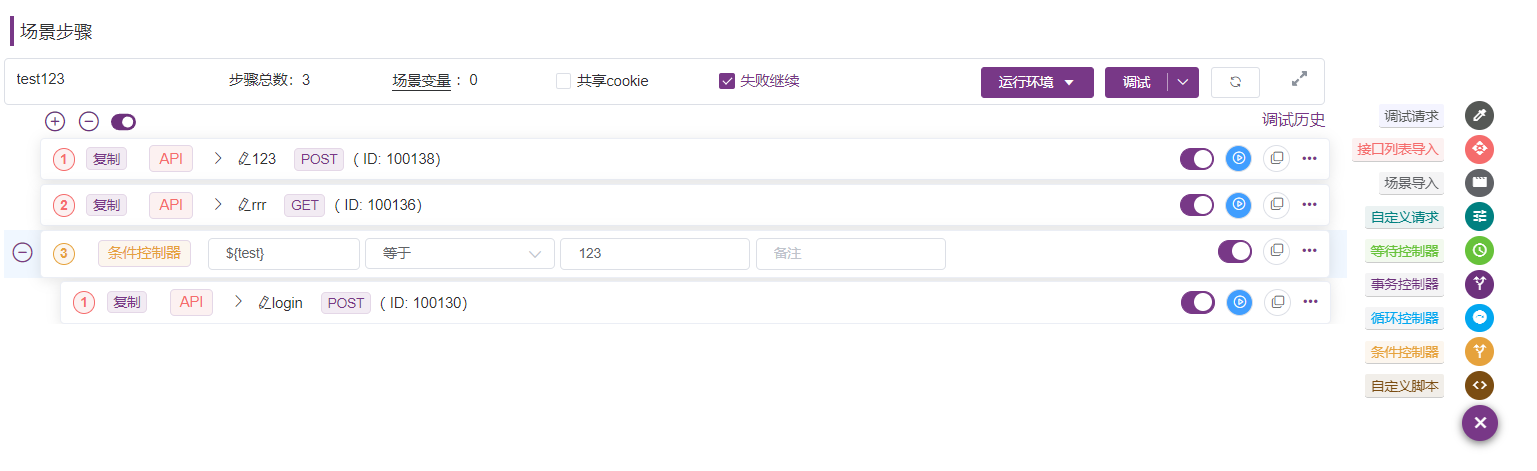 场景步骤
test123 步骤总数：3 场景变量：0 共享cookie 失败继续 运行环境 调试
调试历史
1 复制 API 123 POST ( ID: 100138)
2 复制 API rrr GET ( ID: 100136)
3 条件控制器 ${test} 等于 123 备注
1 复制 API login POST ( ID: 100130)
调试请求
接口列表导入
场景导入
自定义请求
等待控制器
事务控制器
循环控制器
条件控制器
自定义脚本